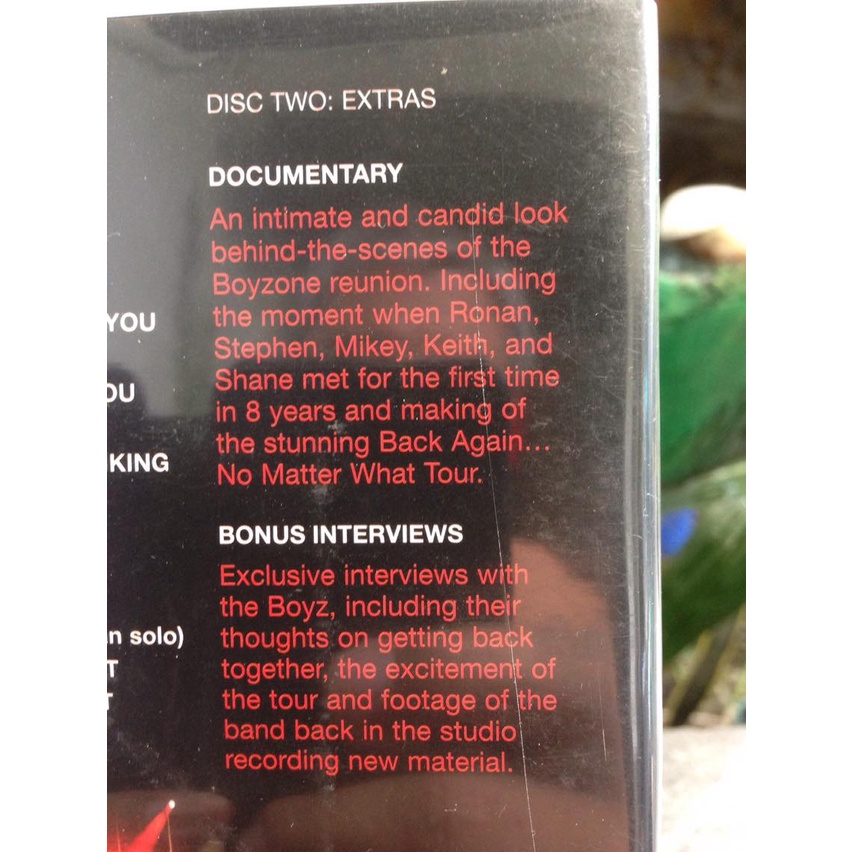 DISC TWO: EXTRAS
DOCUMENTARY
An intimate and candid look
behind-the-scenes of the
Boyzone reunion. Including
the moment when Ronan,
Stephen, Mikey, Keith, and
Shane met for the first time
in 8 years and making of
the stunning Back Again...
No Matter What Tour.
BONUS INTERVIEWS
Exclusive interviews with
the Boyz, including their
thoughts on getting back
together, the excitement of
the tour and footage of the
band back in the studio
recording new material.
YOU
OU
KING
n solo)
T
T